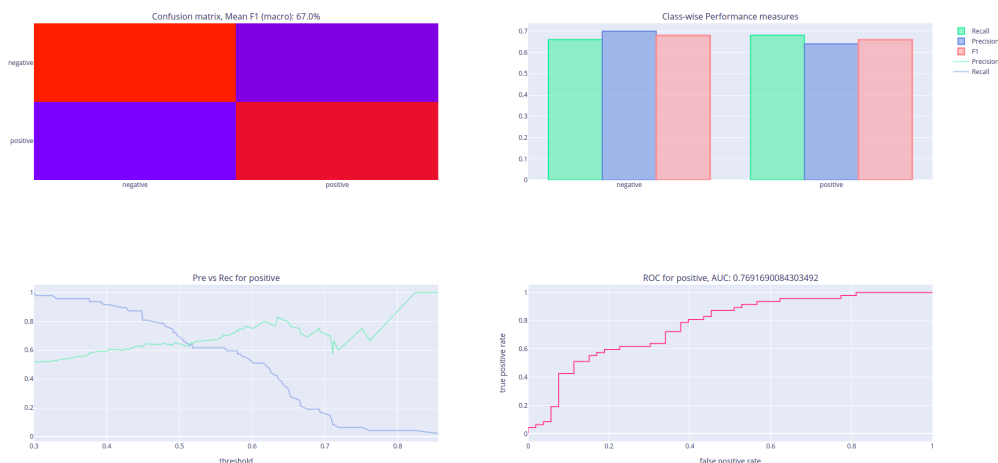 Confusion matrix, Mean F1 (macro): 67.0%
negative
positive
negative
positive
Class-wise Performance measures
0.7
0.6
0.5
0.4
0.3
0.2
0.1
0
negative
positive
Recall
Precision
F1
Precision
Recall
Pre vs Rec for positive
1
0.8
0.6
0.4
0.2
0
0.3
0.4
0.5
0.6
0.7
0.8
threshold
ROC for positive, AUC: 0.7691690084303492
true positive rate
1
0.8
0.6
0.4
0.2
0
0
0.2
0.4
0.6
0.8
1
false positive rate